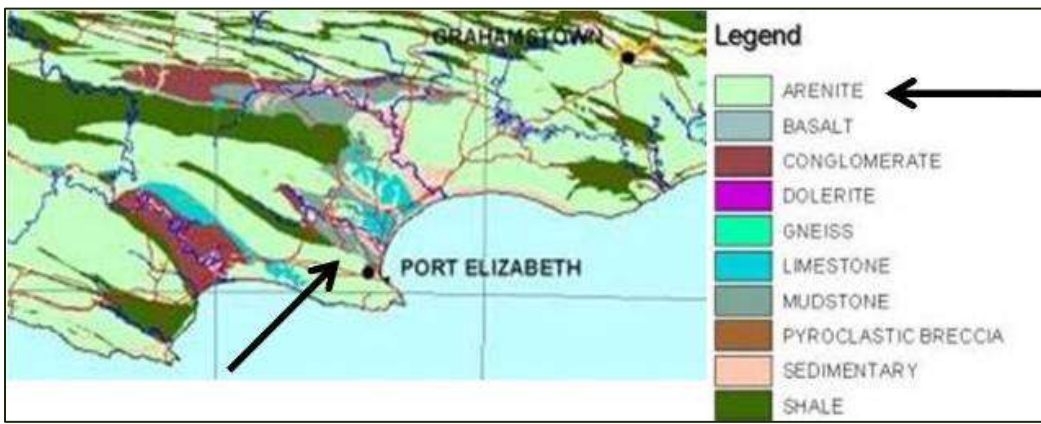 GRAHAMSTOWN
PORT ELIZABETH
Legend
ARENITE
BASALT
CONGLOMERATE
DOLERITE
GNEISS
LIMESTONE
MUDSTONE
PYROCLASTIC BRECCIA
SEDIMENTARY
SHALE